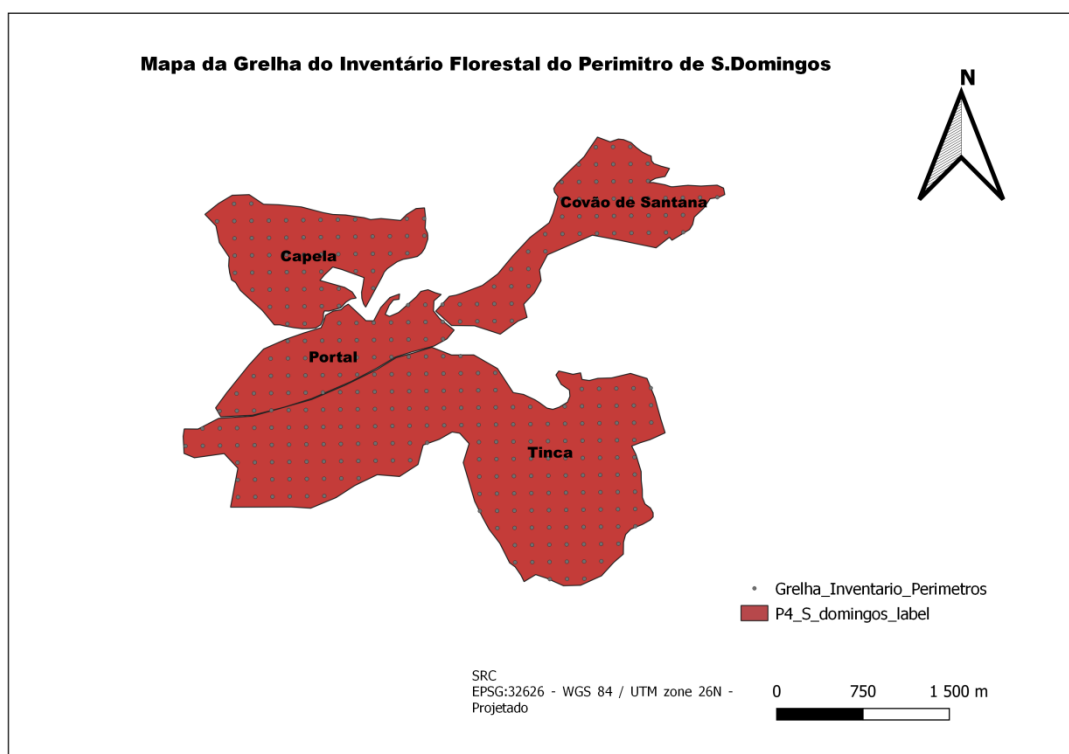 Mapa da Grelha do Inventário Florestal do Perimitro de S.Domingos
N
Covão de Santana
Capela
Portal
Tinca
Grelha_Inventario_Perimetros
P4_S_domingos_label
SRC
EPSG:32626 - WGS 84 / UTM zone 26N -
Projetado
0 750 1 500 m